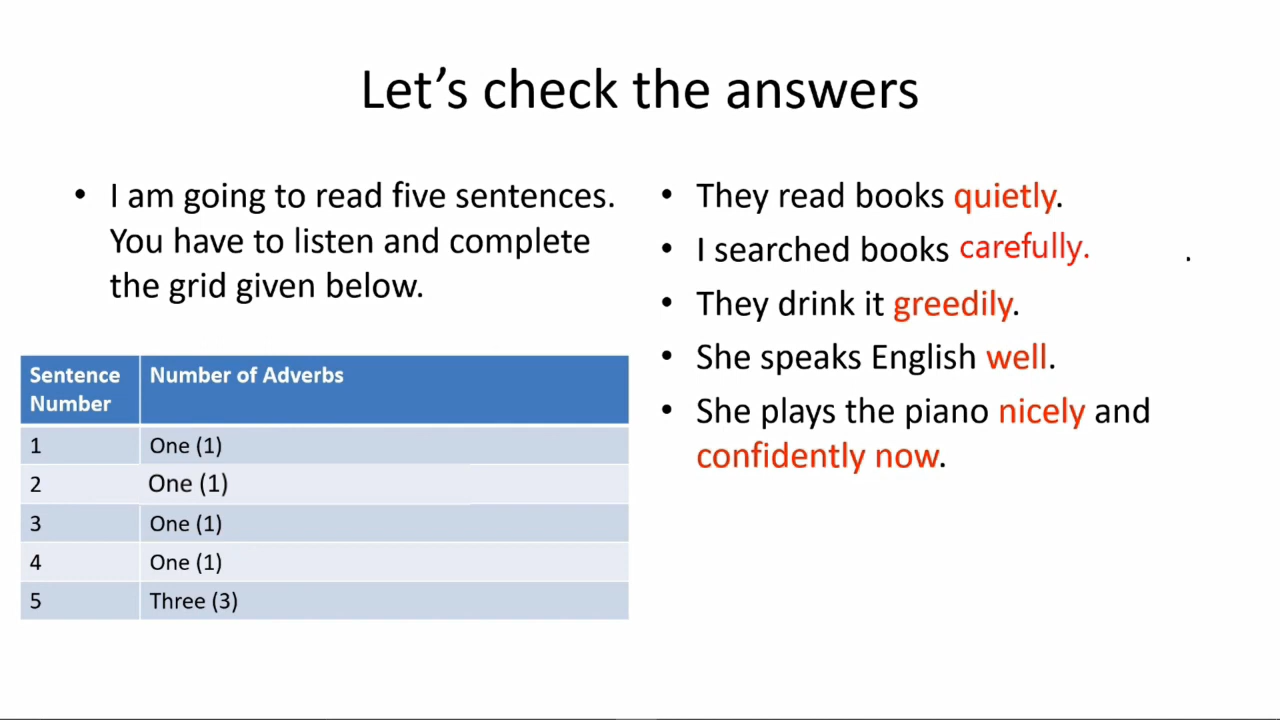 Let’s check the answers
• I am going to read five sentences.
You have to listen and complete
the grid given below.
Sentence Number of Adverbs
Number
1 One (1)
2 One (1)
3 One (1)
4 One (1)
5 Three (3)
• They read books quietly.
• I searched books carefully. .
• They drink it greedily.
• She speaks English well.
• She plays the piano nicely and
confidently now.